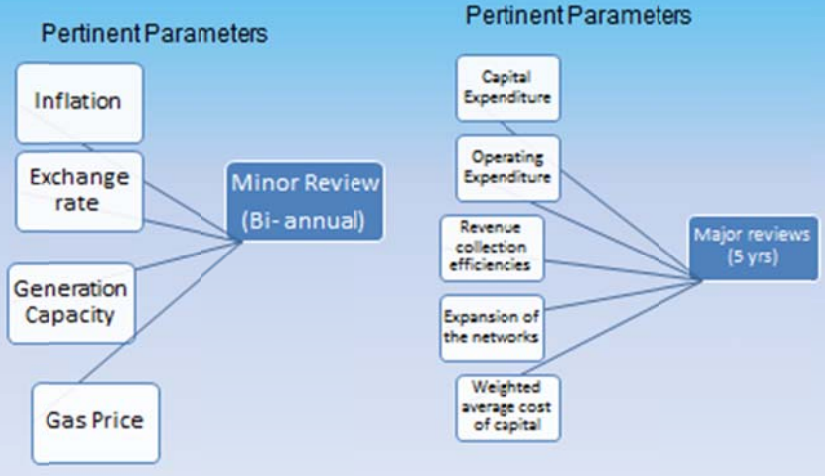 Pertinent Parameters
Inflation
Exchange
rate
Generation
Capacity
Gas Price
Minor Review
(Bi- annual)
Pertinent Parameters
Capital
Expenditure
Operating
Expenditure
Revenue
collection
efficiencies
Expansion of
the networks
Weighted
average cost
of capital
Major reviews
(5 yrs)